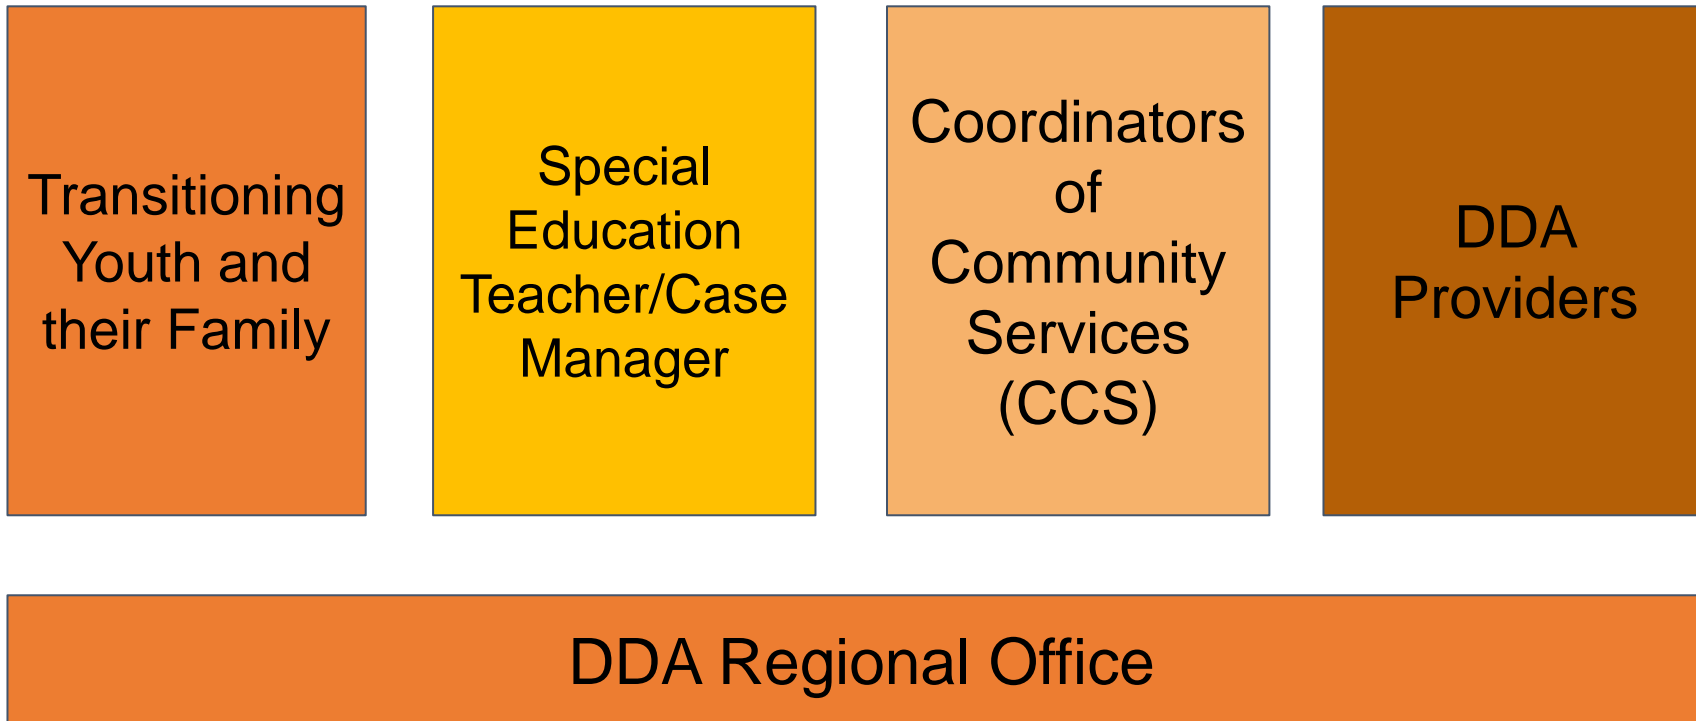 Transitioning
Youth and
their Family
Special
Education
Teacher/Case
Manager
Coordinators
of
Community
Services
(CCS)
DDA
Providers
DDA Regional Office